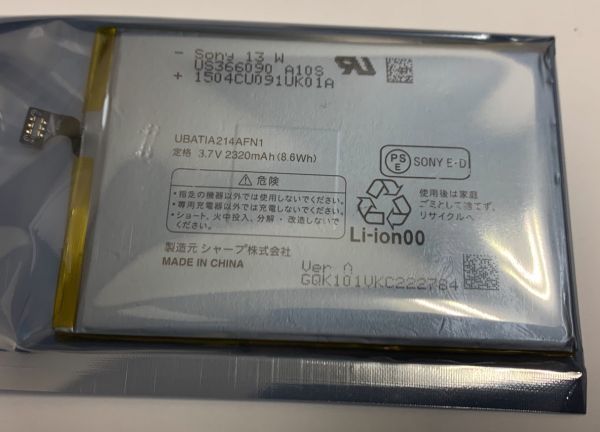 - Sony 13 W
US366090 A10S
+ 1504CU091UK01A
UBATIA214AFN1
定格 3.7V 2320mAh(8.6Wh)
⚠ 危険
・指定の機器以外では使用しないでください。
・専用充電器以外では充電しないでください。
・ショート、火中投入、分解・改造しないでください。
製造元 シャープ株式会社
MADE IN CHINA
PS
E
SONY E-D
使用後は家庭
ゴミとして捨てず、
リサイクルへ
Li-ion00
Ver A
GQK101VKC222784